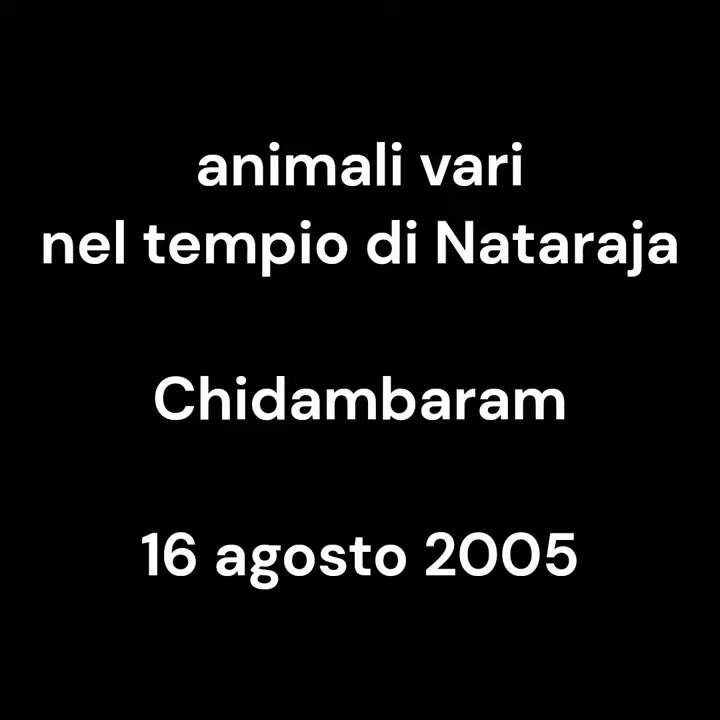 animali vari
nel tempio di Nataraja
Chidambaram
16 agosto 2005